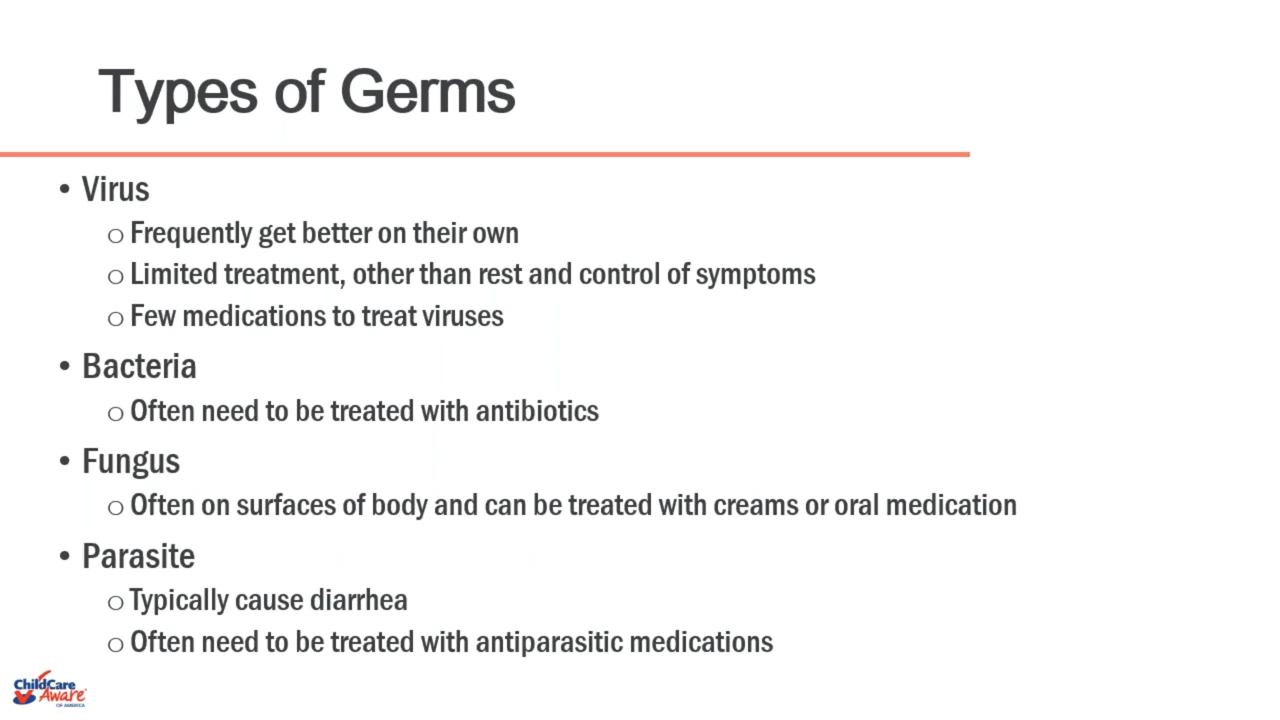 Types of Germs
• Virus
o Frequently get better on their own
o Limited treatment, other than rest and control of symptoms
o Few medications to treat viruses
• Bacteria
o Often need to be treated with antibiotics
• Fungus
o Often on surfaces of body and can be treated with creams or oral medication
• Parasite
o Typically cause diarrhea
o Often need to be treated with antiparasitic medications
ChildCare
Aware
OF AMERICA